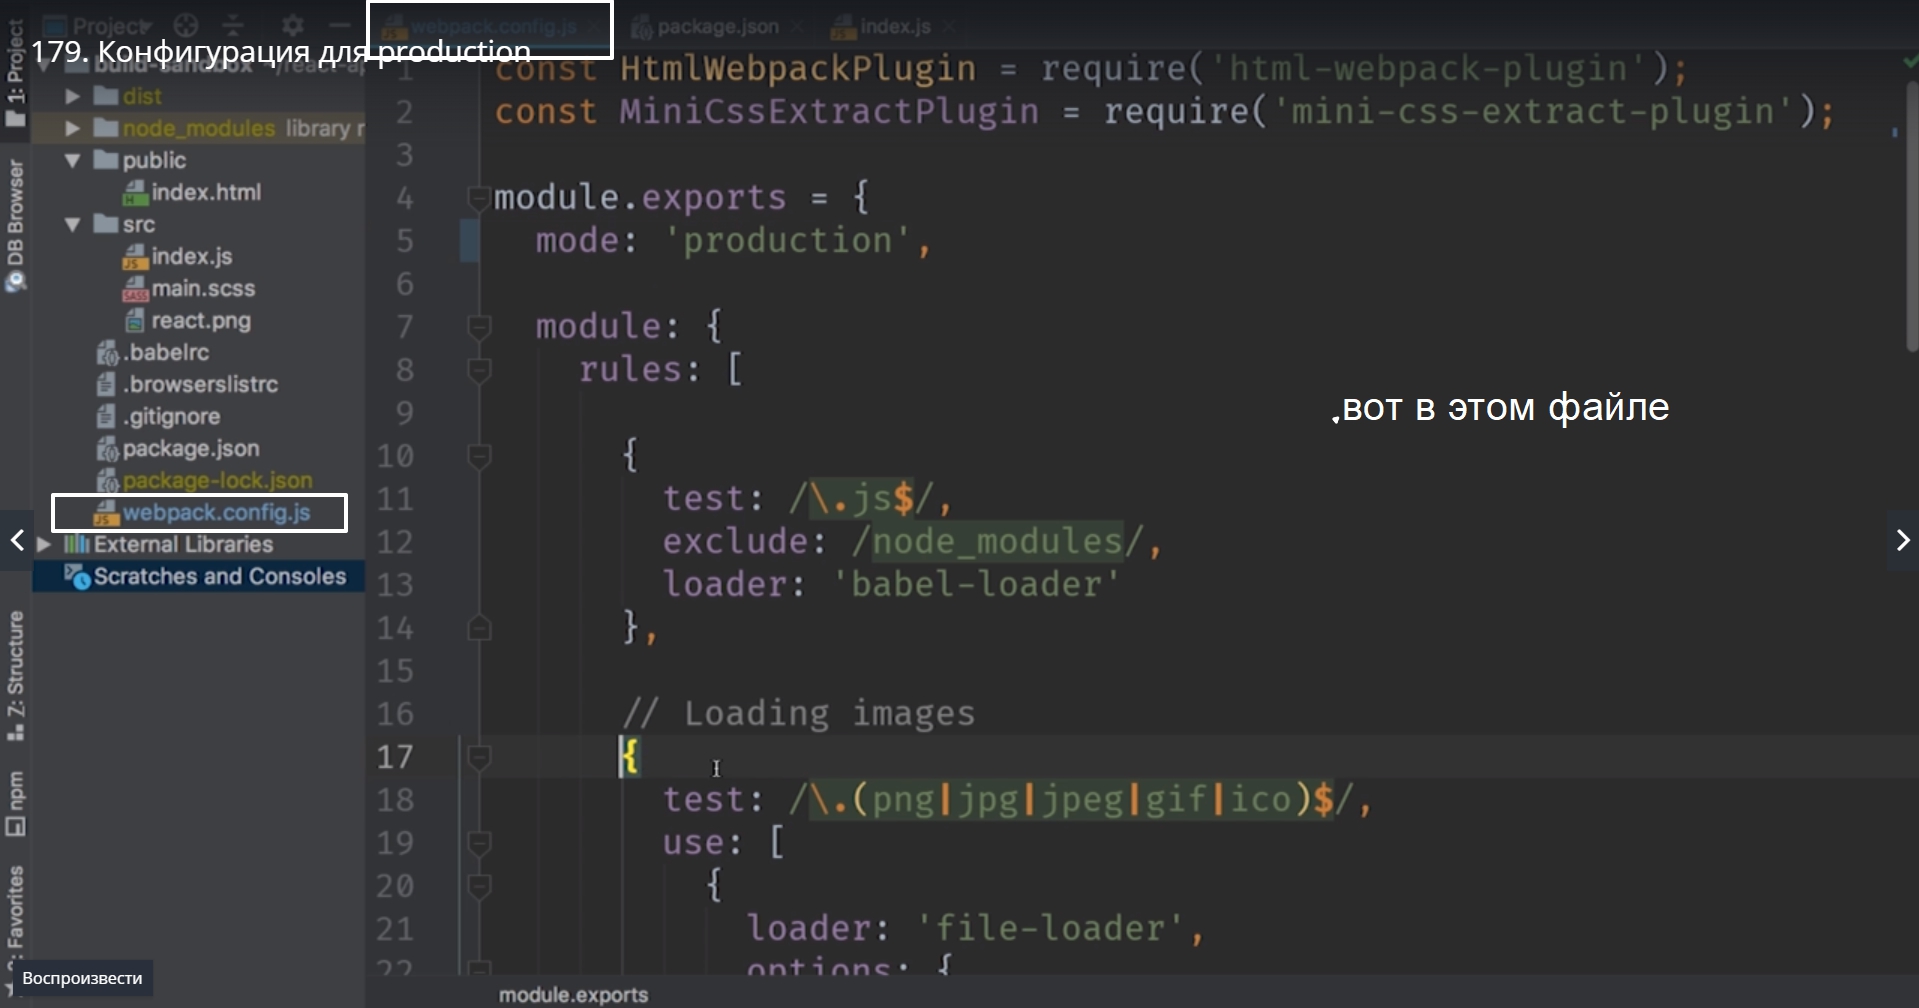 Project
webpack.config.js
package.json
index.js
179. Конфигурация для production
build-sandbox ~/react-ap
1: Project
DB Browser
Z: Structure
npm
Favorites
dist
node_modules library r
public
index.html
src
index.js
main.scss
react.png
.babelrc
.browserslistrc
.gitignore
package.json
package-lock.json
webpack.config.js
External Libraries
Scratches and Consoles
1 const HtmlWebpackPlugin = require('html-webpack-plugin');
2 const MiniCssExtractPlugin = require('mini-css-extract-plugin');
3
4 module.exports = {
5 mode: 'production',
6
7 module: {
8 rules: [
9
10 {
11 test: /\.js$/,
12 exclude: /node_modules/,
13 loader: 'babel-loader'
14 },
15
16 // Loading images
17 {
18 test: /\.(png|jpg|jpeg|gif|ico)$/,
19 use: [
20 {
21 loader: 'file-loader',
22 options: {
вот в этом файле
Воспроизвести
module.exports